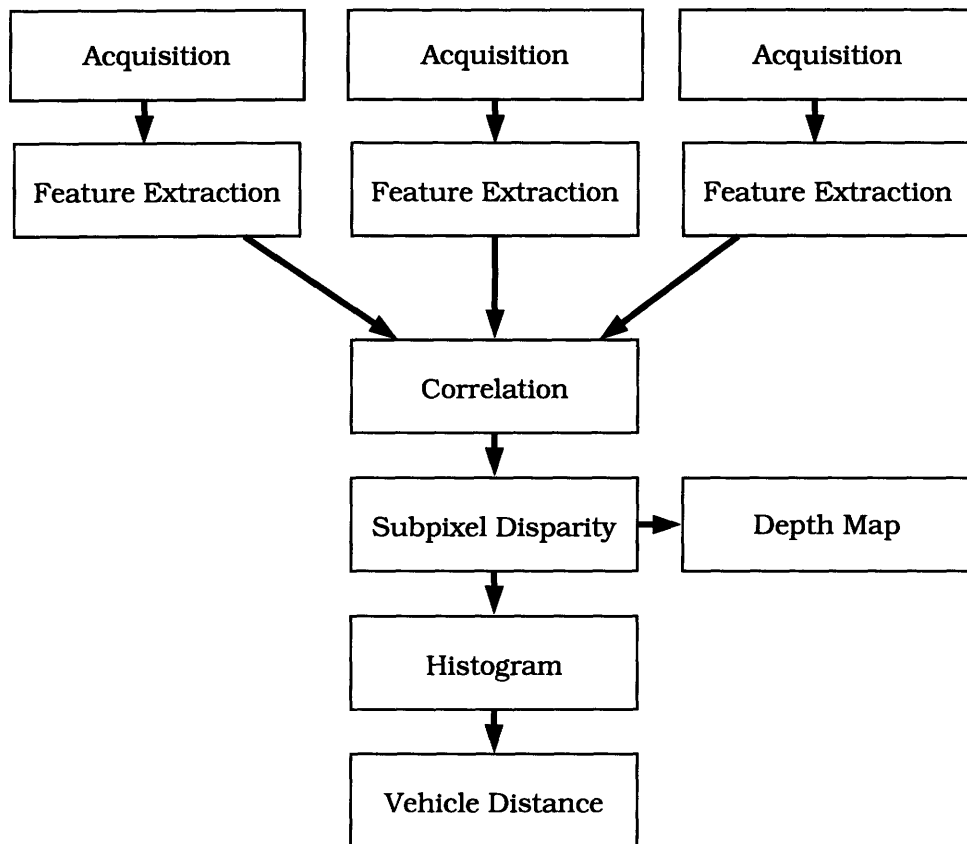 Acquisition
Acquisition
Acquisition
Feature Extraction
Feature Extraction
Feature Extraction
Correlation
Subpixel Disparity
Depth Map
Histogram
Vehicle Distance